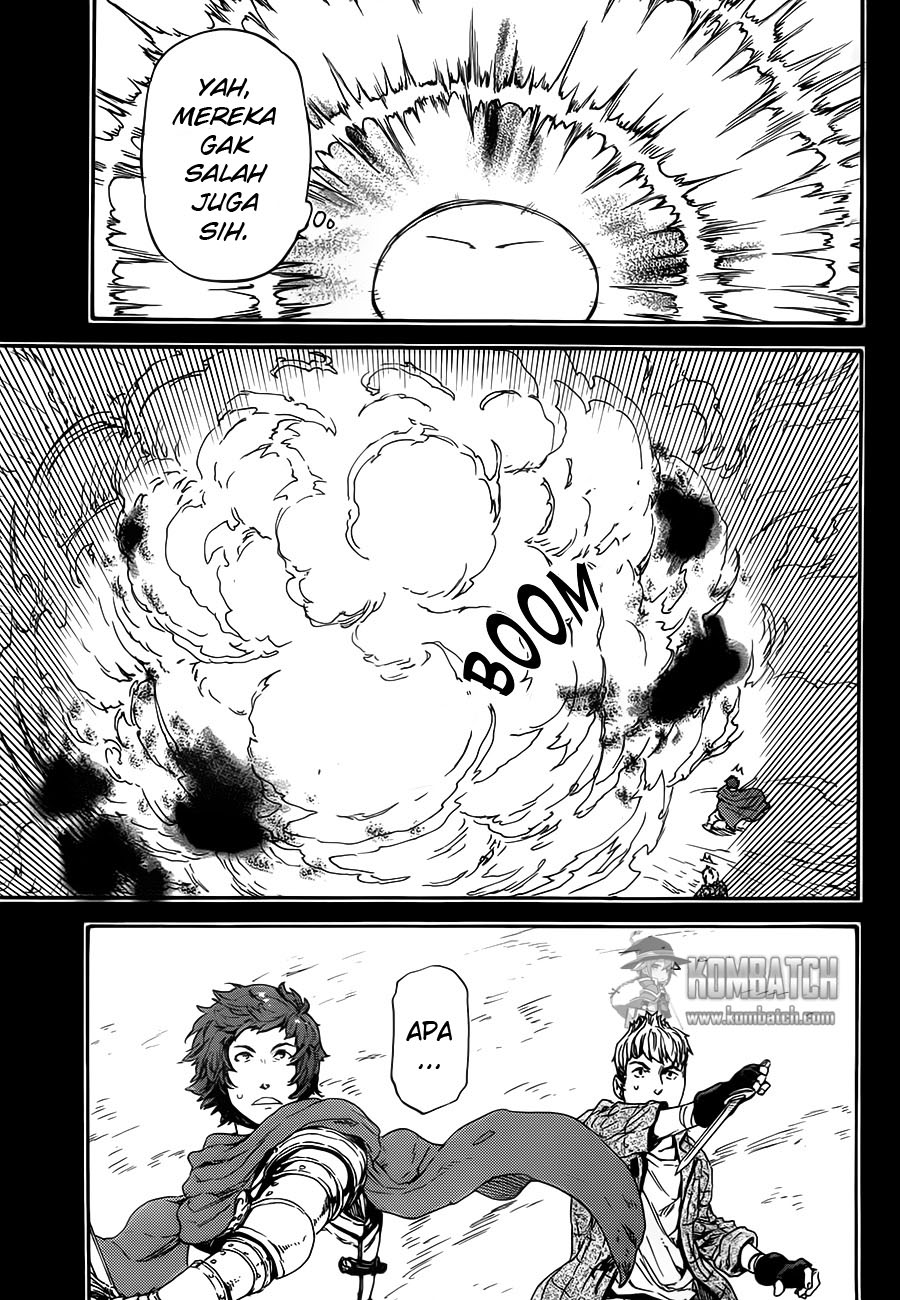 YAH,
MEREKA
GAK
SALAH
JUGA
SIH.
BOOM
APA
...
KOMBATCH
www.kombatch.com